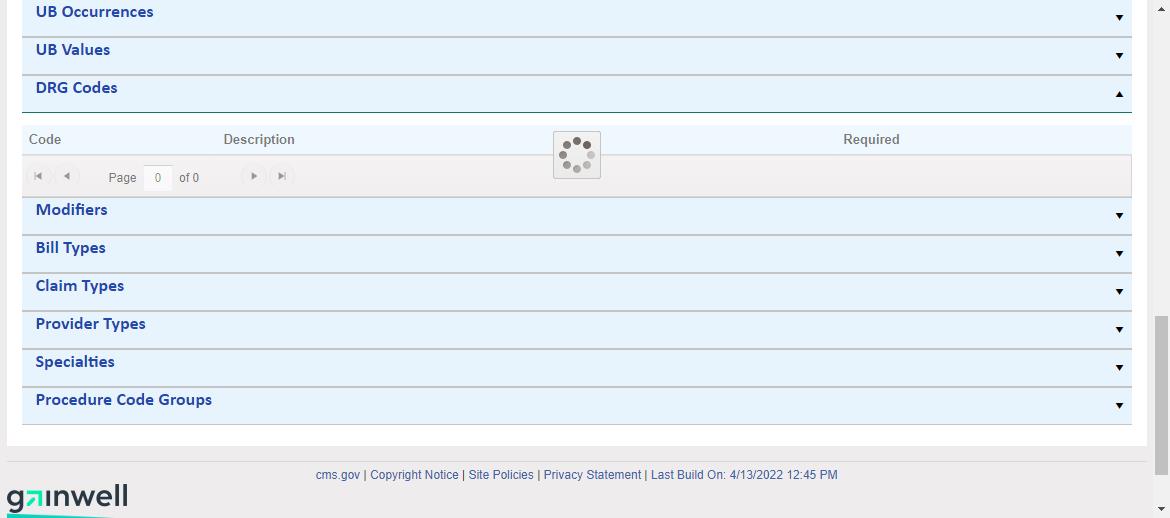 UB Occurrences
UB Values
DRG Codes
Code Description Required
Page 0 of 0
Modifiers
Bill Types
Claim Types
Provider Types
Specialties
Procedure Code Groups
cms.gov | Copyright Notice | Site Policies | Privacy Statement | Last Build On: 4/13/2022 12:45 PM
gainwell